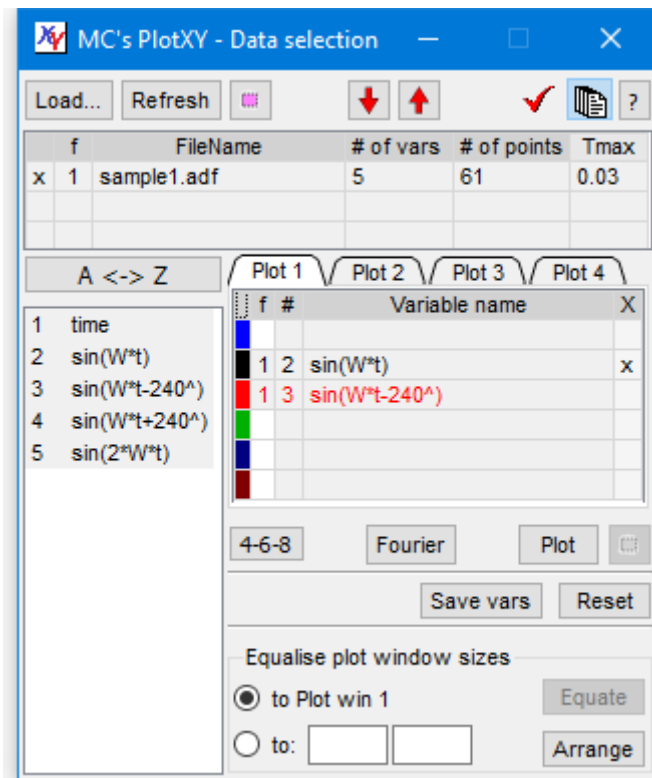 MC's PlotXY - Data selection
Load... Refresh ?
f FileName # of vars # of points Tmax
x 1 sample1.adf 5 61 0.03
A <-> Z
1 time
2 sin(W*t)
3 sin(W*t-240^)
4 sin(W*t+240^)
5 sin(2*W*t)
Plot 1 Plot 2 Plot 3 Plot 4
f # Variable name X
1 2 sin(W*t) x
1 3 sin(W*t-240^)
4-6-8 Fourier Plot
Save vars Reset
Equalise plot window sizes
to Plot win 1 Equate
to: Arrange